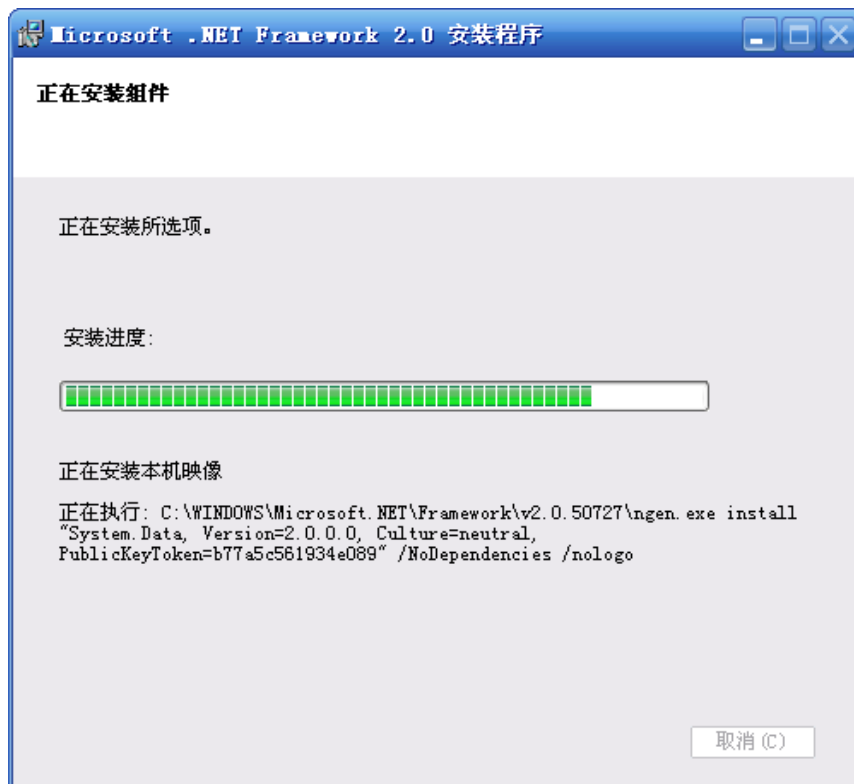 Microsoft .NET Framework 2.0 安装程序
正在安装组件
正在安装所选项。
安装进度:
正在安装本机映像
正在执行: C:\WINDOWS\Microsoft.NET\Framework\v2.0.50727\ngen.exe install
"System.Data, Version=2.0.0.0, Culture=neutral,
PublicKeyToken=b77a5c561934e089" /NoDependencies /nologo
取消(C)